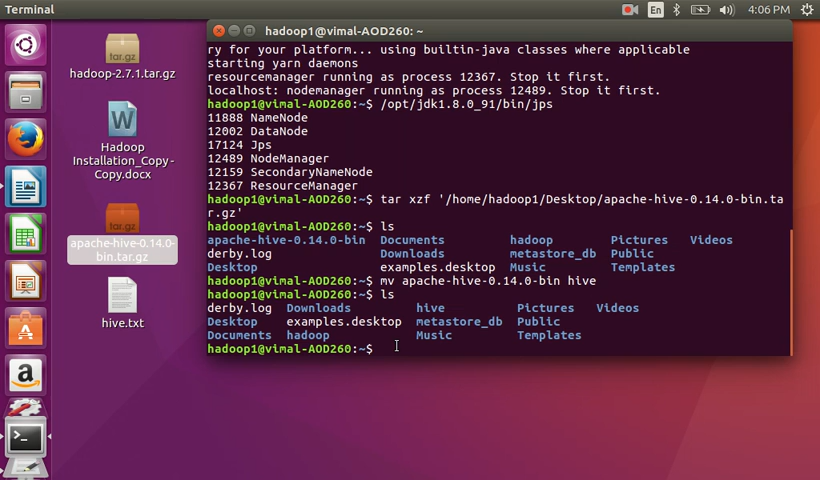 Terminal
En
4:06 PM
hadoop-2.7.1.tar.gz
Hadoop
Installation_Copy-
Copy.docx
tar.gz
apache-hive-0.14.0-
bin.tar.gz
hive.txt
hadoop1@vimal-AOD260: ~
ry for your platform... using builtin-java classes where applicable
starting yarn daemons
resourcemanager running as process 12367. Stop it first.
localhost: nodemanager running as process 12489. Stop it first.
hadoop1@vimal-AOD260:~$ /opt/jdk1.8.0_91/bin/jps
11888 NameNode
12002 DataNode
17124 Jps
12489 NodeManager
12159 SecondaryNameNode
12367 ResourceManager
hadoop1@vimal-AOD260:~$ tar xzf '/home/hadoop1/Desktop/apache-hive-0.14.0-bin.ta
r.gz'
hadoop1@vimal-AOD260:~$ ls
apache-hive-0.14.0-bin Documents hadoop Pictures Videos
derby.log Downloads metastore_db Public
Desktop examples.desktop Music Templates
hadoop1@vimal-AOD260:~$ mv apache-hive-0.14.0-bin hive
hadoop1@vimal-AOD260:~$ ls
derby.log Downloads hive Pictures Videos
Desktop examples.desktop metastore_db Public
Documents hadoop Music Templates
hadoop1@vimal-AOD260:~$